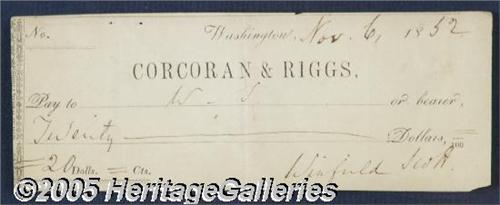 No. Washington, Nov. 6, 1852
CORCORAN & RIGGS,
Pay to W - S or bearer,
Twenty Dollars, 100
= 20 Dolls. = Cts. Winfield Scott
©2005 HeritageGalleries